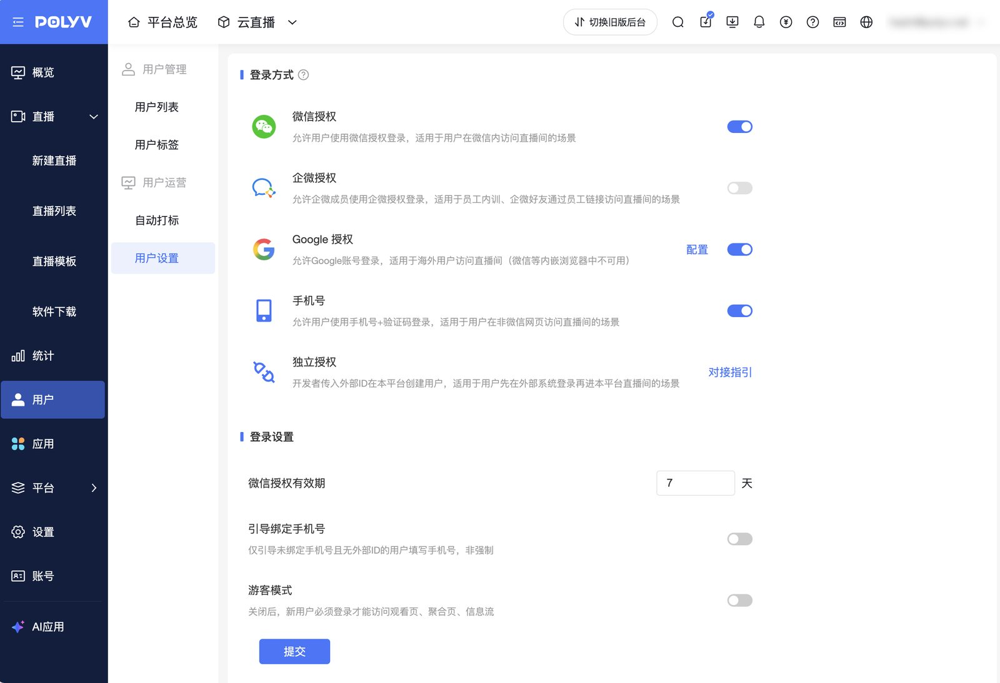 POLYV
平台总览
云直播
切换旧版后台
概览
直播
新建直播
直播列表
直播模板
软件下载
统计
用户
应用
平台
设置
账号
AI应用
用户管理
用户列表
用户标签
用户运营
自动打标
用户设置
登录方式
微信授权
允许用户使用微信授权登录，适用于用户在微信内访问直播间的场景
企微授权
允许企微成员使用企微授权登录，适用于员工内训、企微好友通过员工链接访问直播间的场景
Google 授权
允许Google账号登录，适用于海外用户访问直播间（微信等内嵌浏览器中不可用）
配置
手机号
允许用户使用手机号+验证码登录，适用于用户在非微信网页访问直播间的场景
独立授权
开发者传入外部ID在本平台创建用户，适用于用户先在外部系统登录再进本平台直播间的场景
对接指引
登录设置
微信授权有效期
7 天
引导绑定手机号
仅引导未绑定手机号且无外部ID的用户填写手机号，非强制
游客模式
关闭后，新用户必须登录才能访问观看页、聚合页、信息流
提交